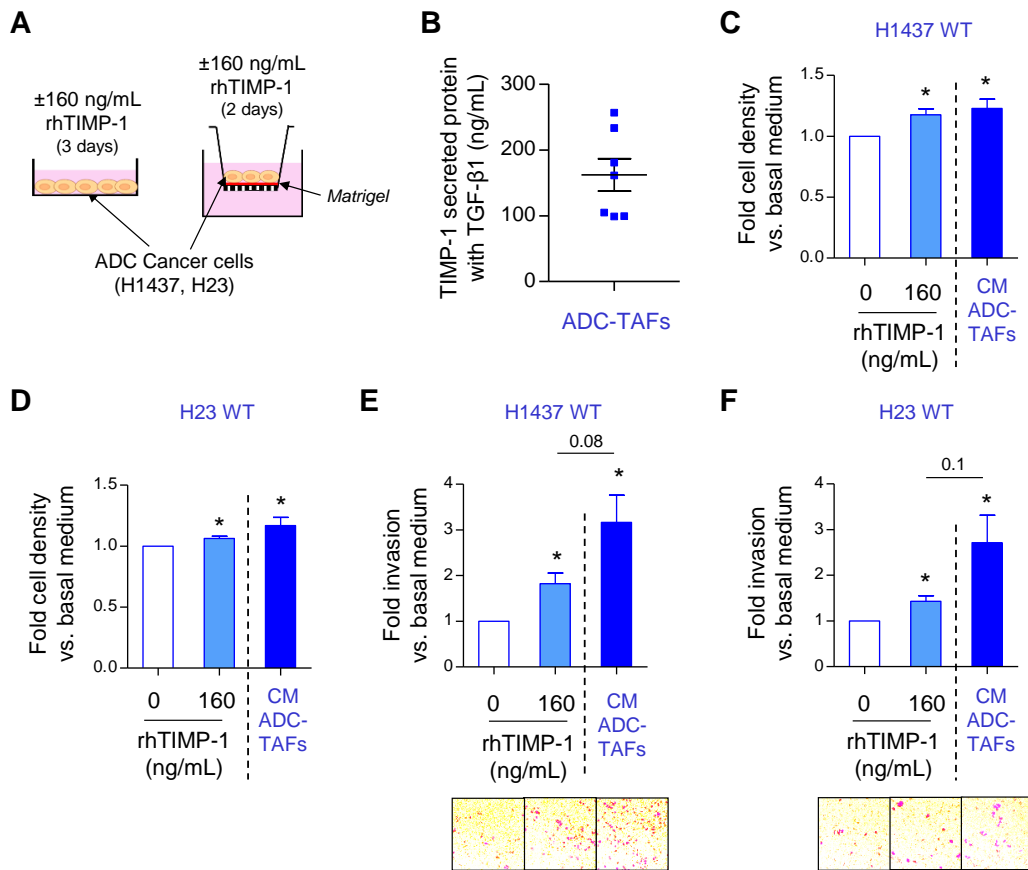 A
±160 ng/mL
rhTIMP-1
(3 days)
±160 ng/mL
rhTIMP-1
(2 days)
Matrigel
ADC Cancer cells
(H1437, H23)
B
TIMP-1 secreted protein
with TGF-β1 (ng/mL)
300
200
100
0
ADC-TAFs
C
H1437 WT
Fold cell density
vs. basal medium
1.5
1.0
0.5
0.0
*
*
0
160
rhTIMP-1
(ng/mL)
CM
ADC-
TAFs
D
H23 WT
Fold cell density
vs. basal medium
1.5
1.0
0.5
0.0
*
*
0
160
rhTIMP-1
(ng/mL)
CM
ADC-
TAFs
E
H1437 WT
Fold invasion
vs. basal medium
4
3
2
1
0
0.08
*
*
0
160
rhTIMP-1
(ng/mL)
CM
ADC-
TAFs
F
H23 WT
Fold invasion
vs. basal medium
4
3
2
1
0
0.1
*
*
0
160
rhTIMP-1
(ng/mL)
CM
ADC-
TAFs